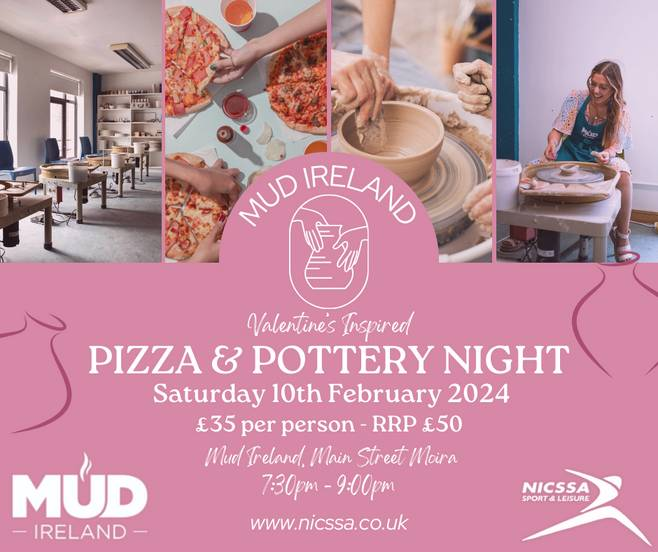 MUD IRELAND
Valentine's Inspired
PIZZA & POTTERY NIGHT
Saturday 10th February 2024
£35 per person - RRP £50
Mud Ireland, Main Street Moira
7:30pm - 9:00pm
www.nicssa.co.uk
MUD
IRELAND
NICSSA
SPORT & LEISURE